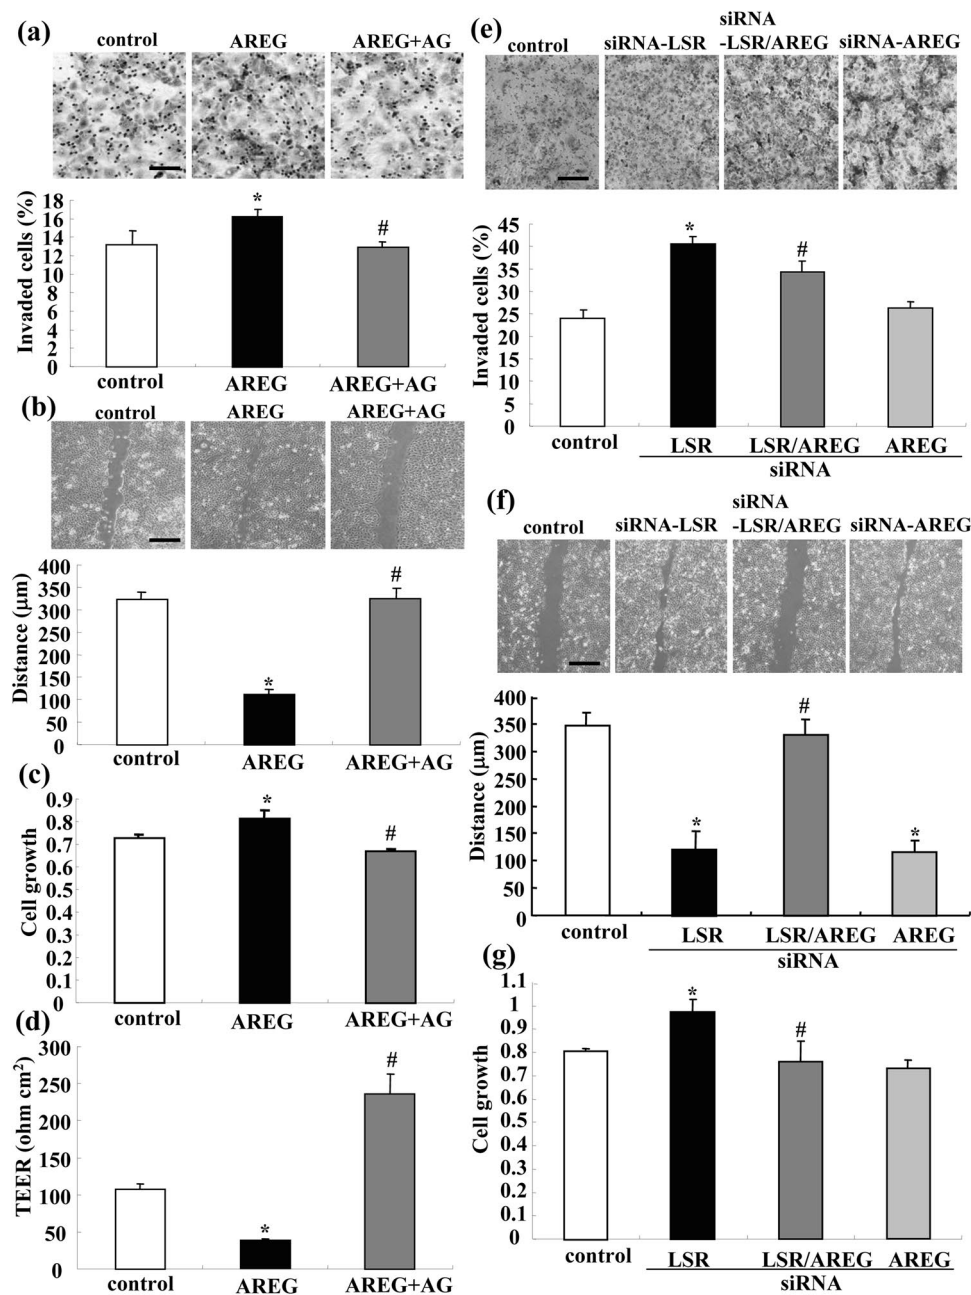 (a)
control AREG AREG+AG
*
#
Invaded cells (%)
18
16
14
12
10
8
6
4
2
0
control AREG AREG+AG
(b)
control AREG AREG+AG
*
#
Distance (μm)
400
350
300
250
200
150
100
50
0
control AREG AREG+AG
(c)
*
#
Cell growth
0.9
0.8
0.7
0.6
0.5
0.4
0.3
0.2
0.1
0
control AREG AREG+AG
(d)
*
#
TEER (ohm cm²)
300
250
200
150
100
50
0
control AREG AREG+AG
(e)
siRNA
control siRNA-LSR -LSR/AREG siRNA-AREG
*
#
Invaded cells (%)
45
40
35
30
25
20
15
10
5
0
control LSR LSR/AREG AREG
siRNA
(f)
siRNA
control siRNA-LSR -LSR/AREG siRNA-AREG
*
#
*
Distance (μm)
400
350
300
250
200
150
100
50
0
control LSR LSR/AREG AREG
siRNA
(g)
*
#
Cell growth
1.1
1
0.9
0.8
0.7
0.6
0.5
0.4
0.3
0.2
0.1
0
control LSR LSR/AREG AREG
siRNA